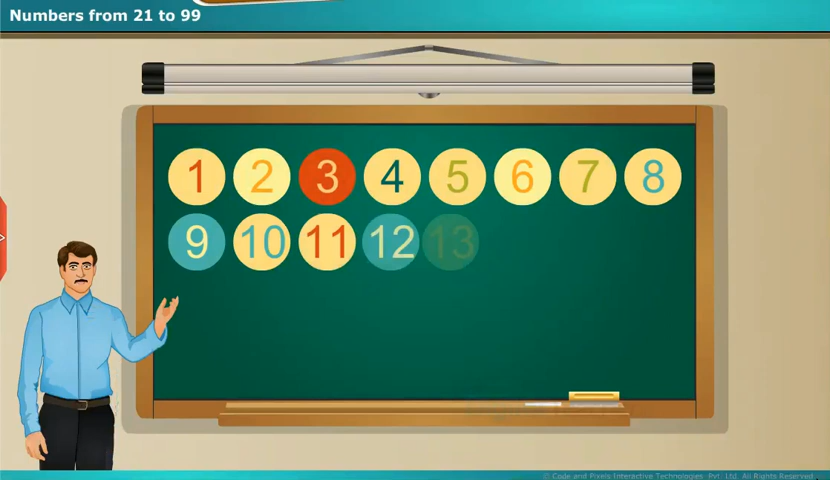 Numbers from 21 to 99
1 2 3 4 5 6 7 8
9 10 11 12 13
© Code and Pixels Interactive Technologies. Pvt. Ltd. All Rights Reserved.